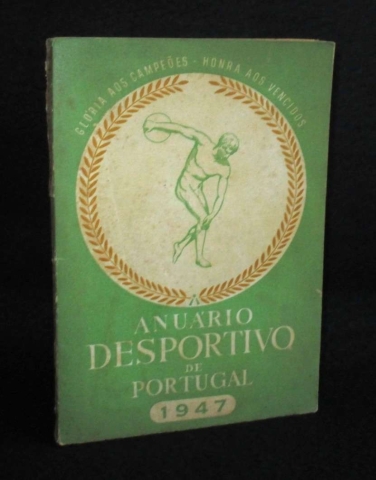 GLORIA AOS CAMPEÕES - HONRA AOS VENCIDOS
ANUÁRIO
DESPORTIVO
DE
PORTUGAL
1947